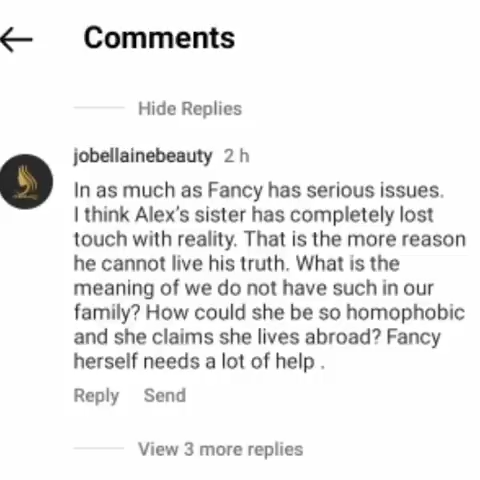 Comments
Hide Replies
jobellainebeauty 2 h
In as much as Fancy has serious issues.
I think Alex's sister has completely lost
touch with reality. That is the more reason
he cannot live his truth. What is the
meaning of we do not have such in our
family? How could she be so homophobic
and she claims she lives abroad? Fancy
herself needs a lot of help .
Reply Send
View 3 more replies